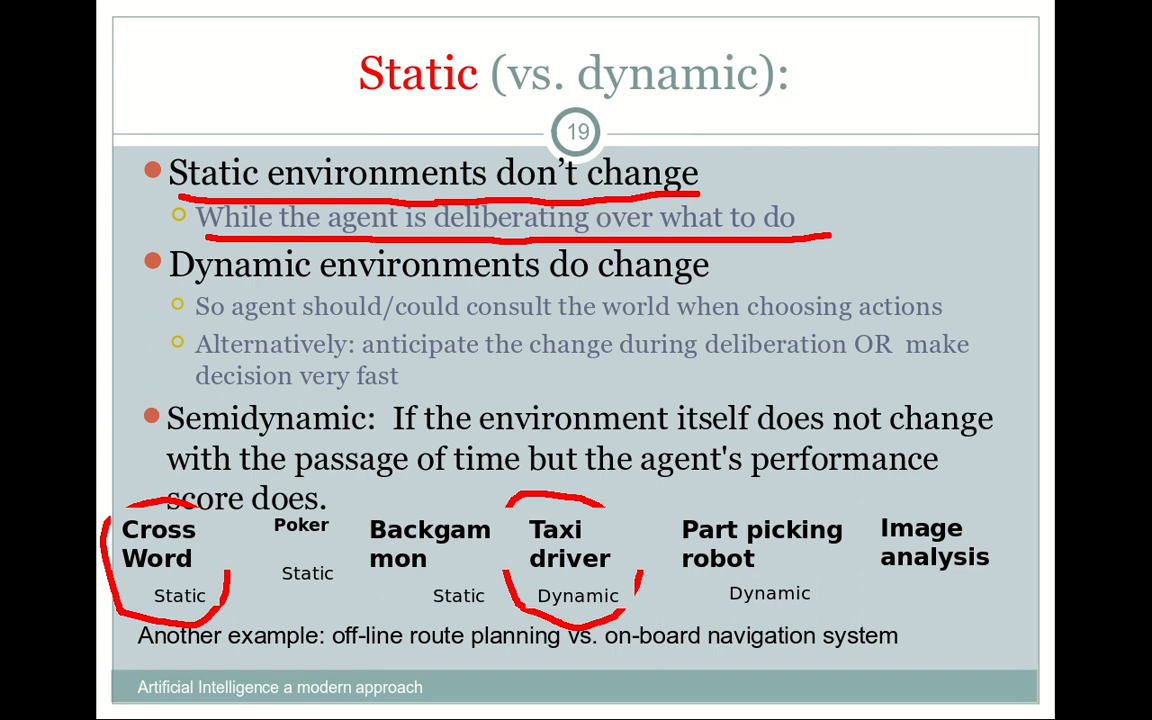 Static (vs. dynamic):
19
Static environments don’t change
While the agent is deliberating over what to do
Dynamic environments do change
So agent should/could consult the world when choosing actions
Alternatively: anticipate the change during deliberation OR make
decision very fast
Semidynamic: If the environment itself does not change
with the passage of time but the agent's performance
score does.
Cross
Word
Static
Poker
Static
Backgam
mon
Static
Taxi
driver
Dynamic
Part picking
robot
Dynamic
Image
analysis
Another example: off-line route planning vs. on-board navigation system
Artificial Intelligence a modern approach